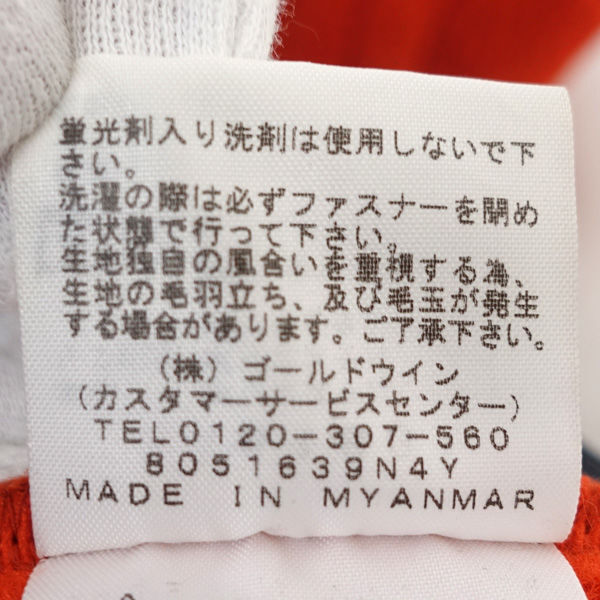 蛍光剤入り洗剤は使用しないで下
さい。
洗濯の際は必ずファスナーを閉め
た状態で行って下さい。
生地独自の風合いを重視する為、
生地の毛羽立ち、及び毛玉が発生
する場合があります。ご了承下さい。
(株) ゴールドウイン
(カスタマーサービスセンター)
TEL0120-307-560
8051639N4Y
MADE IN MYANMAR